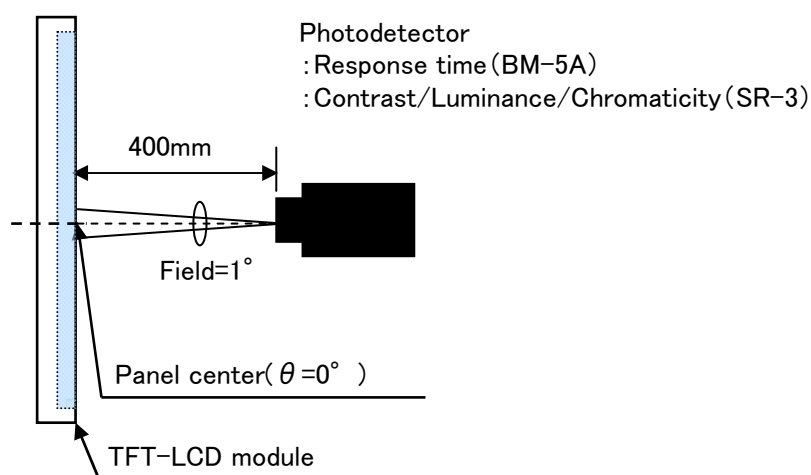 Photodetector
:Response time(BM-5A)
:Contrast/Luminance/Chromaticity(SR-3)
400mm
Field=1°
Panel center(θ=0° )
TFT-LCD module